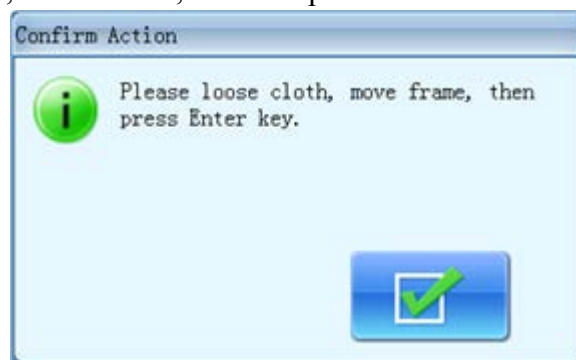 Confirm Action
Please loose cloth, move frame, then
press Enter key.